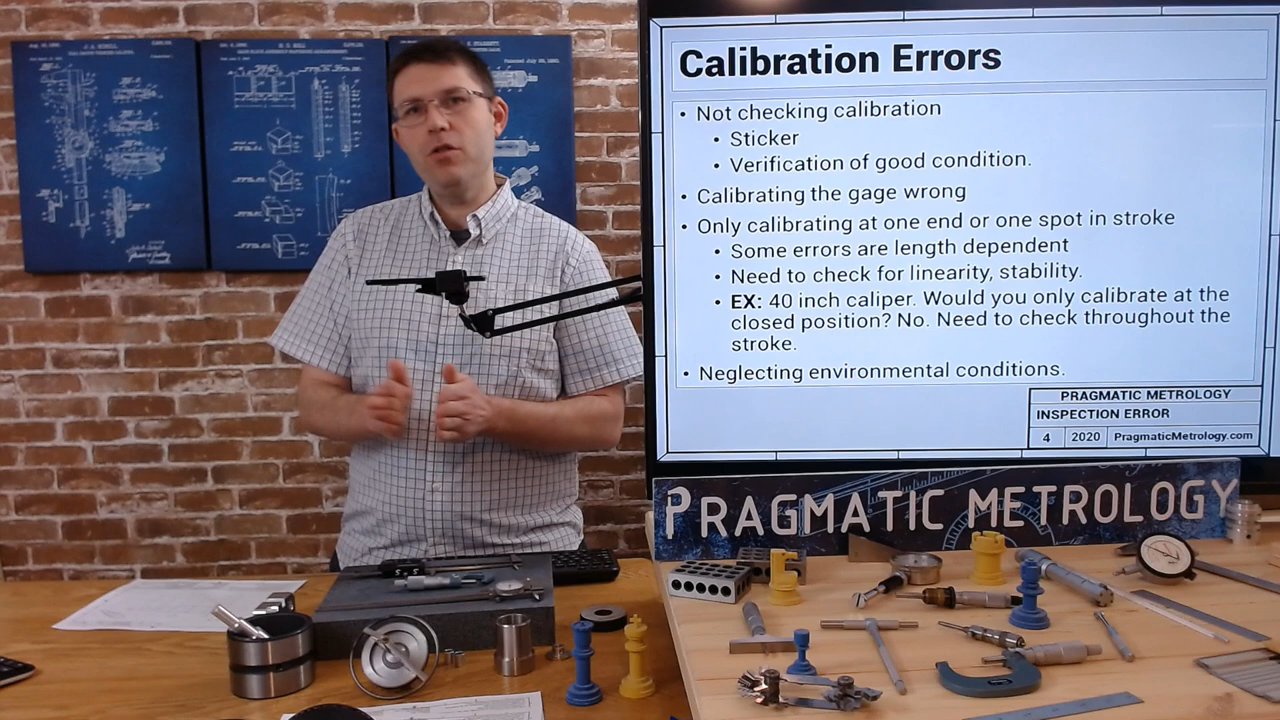 Calibration Errors
• Not checking calibration
• Sticker
• Verification of good condition.
• Calibrating the gage wrong
• Only calibrating at one end or one spot in stroke
• Some errors are length dependent
• Need to check for linearity, stability.
• EX: 40 inch caliper. Would you only calibrate at the
closed position? No. Need to check throughout the
stroke.
• Neglecting environmental conditions.
PRAGMATIC METROLOGY
INSPECTION ERROR
4 2020 PragmaticMetrology.com
PRAGMATIC METROLOGY